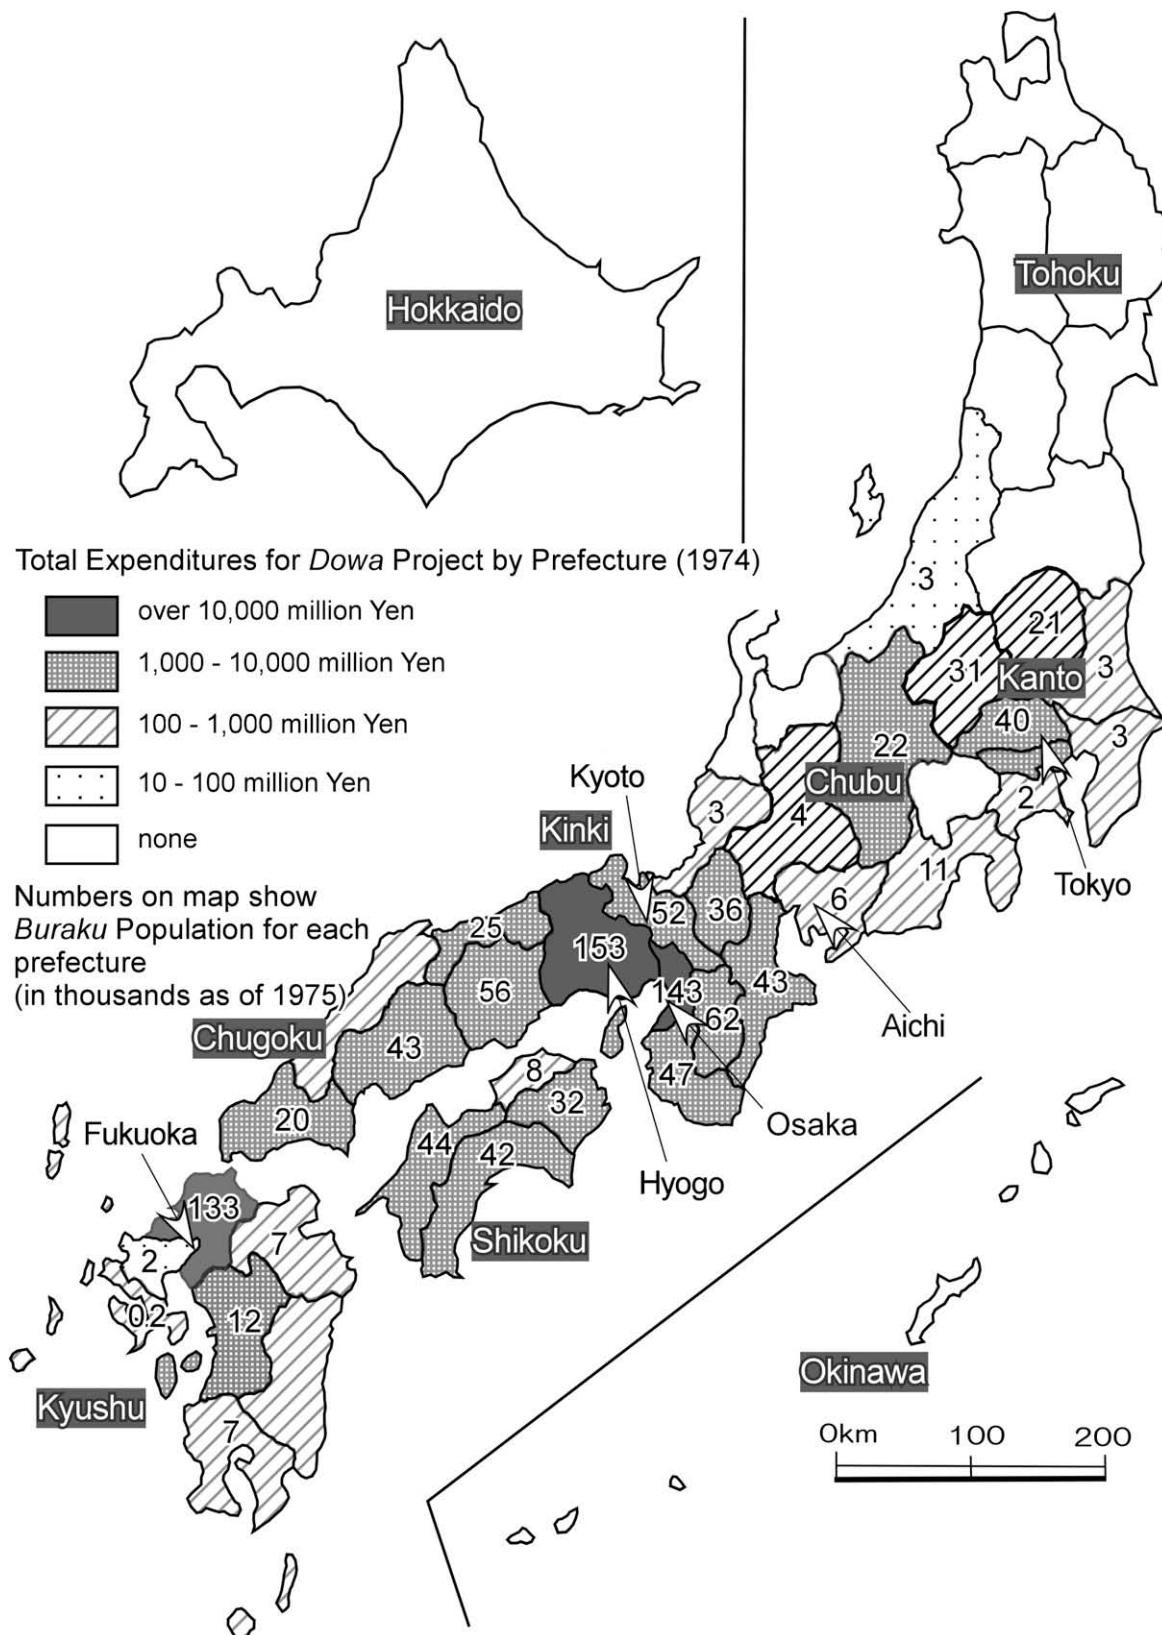 Hokkaido
Tohoku
Total Expenditures for Dowa Project by Prefecture (1974)
over 10,000 million Yen
1,000 - 10,000 million Yen
100 - 1,000 million Yen
10 - 100 million Yen
none
Numbers on map show
Buraku Population for each
prefecture
(in thousands as of 1975)
3
21
31
Kanto
3
40
3
22
Kyoto
Chubu
2
3
4
Kinki
11
Tokyo
6
52
36
25
153
43
56
143
62
Aichi
Chugoku
43
47
8
32
Osaka
20
Fukuoka
44
42
Hyogo
133
Shikoku
7
2
02
12
Okinawa
Kyushu
7
0km 100 200